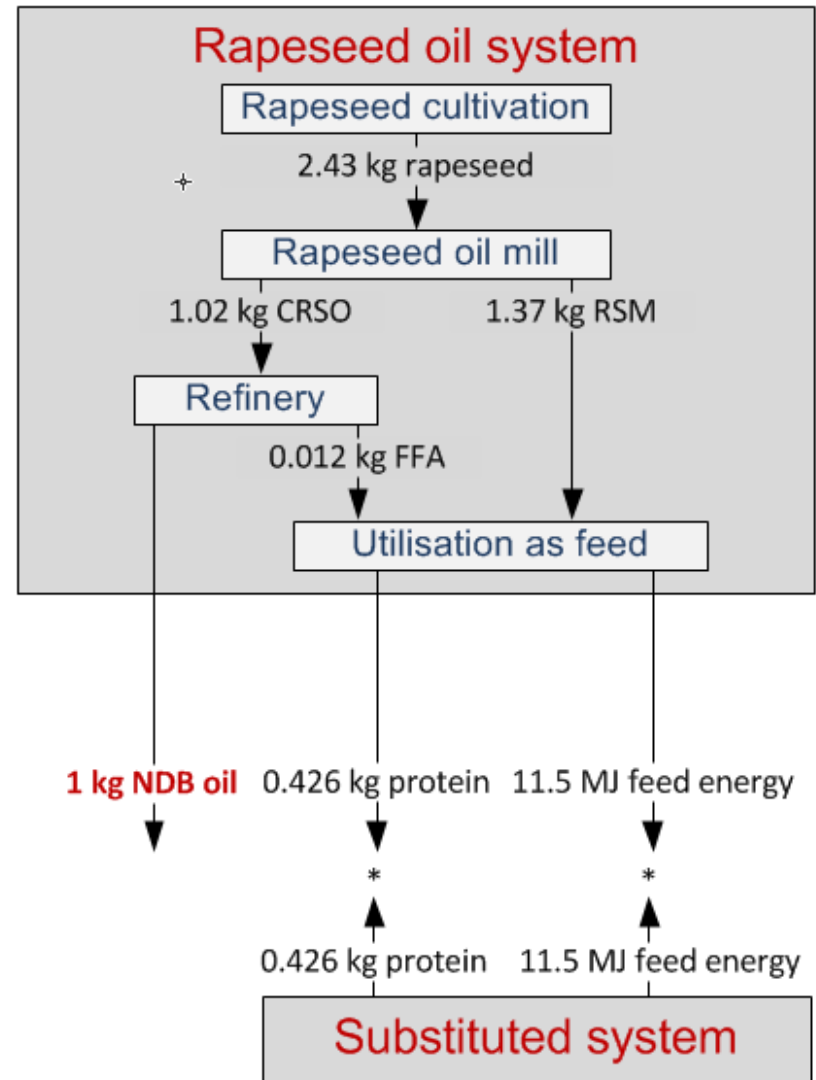 Rapeseed oil system
Rapeseed cultivation
2.43 kg rapeseed
Rapeseed oil mill
1.02 kg CRSO 1.37 kg RSM
Refinery
0.012 kg FFA
Utilisation as feed
1 kg NDB oil 0.426 kg protein 11.5 MJ feed energy
* *
0.426 kg protein 11.5 MJ feed energy
Substituted system